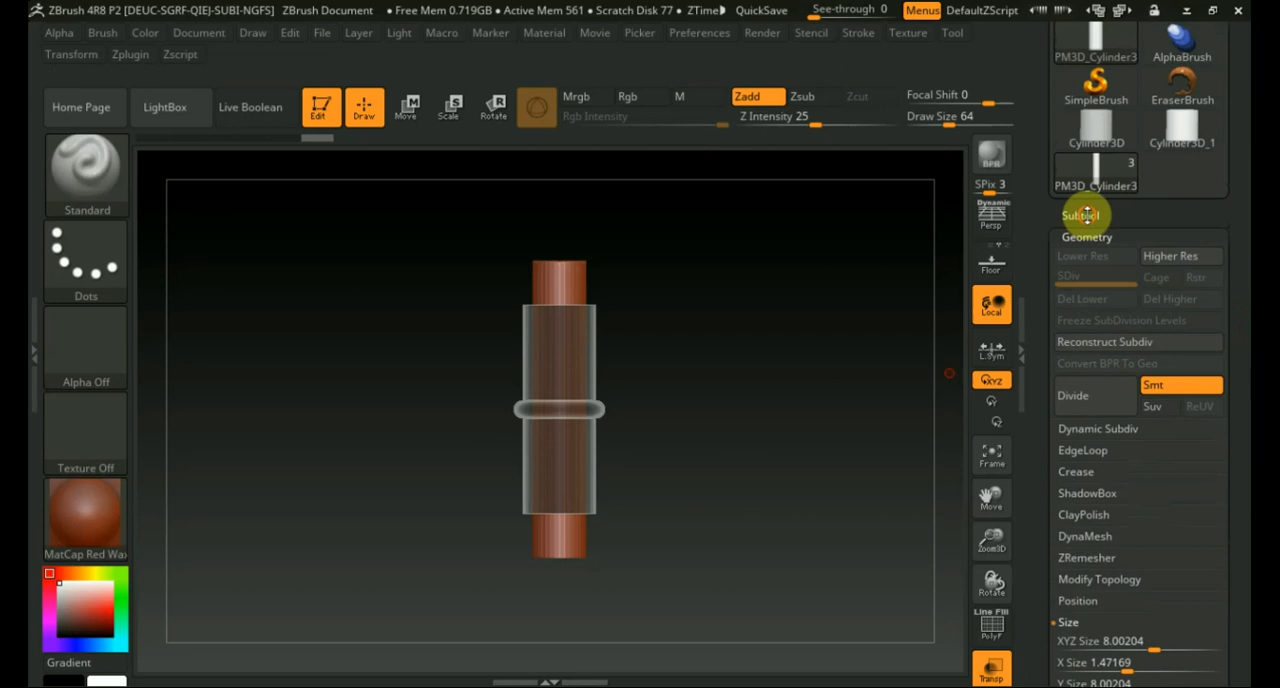 ZBrush 4R8 P2 [DEUC-SGRF-QIEJ-SUBI-NGFS] ZBrush Document • Free Mem 0.719GB • Active Mem 561 • Scratch Disk 77 • ZTime QuickSave See-through 0 Menus DefaultZScript
Alpha Brush Color Document Draw Edit File Layer Light Macro Marker Material Movie Picker Preferences Render Stencil Stroke Texture Tool
Transform Zplugin Zscript
Home Page LightBox Live Boolean Edit Draw Move Scale Rotate
Mrgb Rgb M Zadd Zsub Zcut Focal Shift 0
Rgb Intensity Z Intensity 25 Draw Size 64
Standard
Dots
Alpha Off
Texture Off
MatCap Red Wax
Gradient
BPR
SPix 3
Dynamic
Persp
Floor
Local
L.Sym
XYZ
Y
Z
Frame
Move
Zoom3D
Rotate
Line Fill
PolyF
Transp
PM3D_Cylinder3 AlphaBrush
SimpleBrush EraserBrush
Cylinder3D Cylinder3D_1
3
PM3D_Cylinder3
Subtool
Geometry
Lower Res Higher Res
SDiv Cage Rstr
Del Lower Del Higher
Freeze SubDivision Levels
Reconstruct Subdiv
Convert BPR To Geo
Divide Smt
Suv ReUV
Dynamic Subdiv
EdgeLoop
Crease
ShadowBox
ClayPolish
DynaMesh
ZRemesher
Modify Topology
Position
Size
XYZ Size 8.00204
X Size 1.47169
Y Size 8.00204